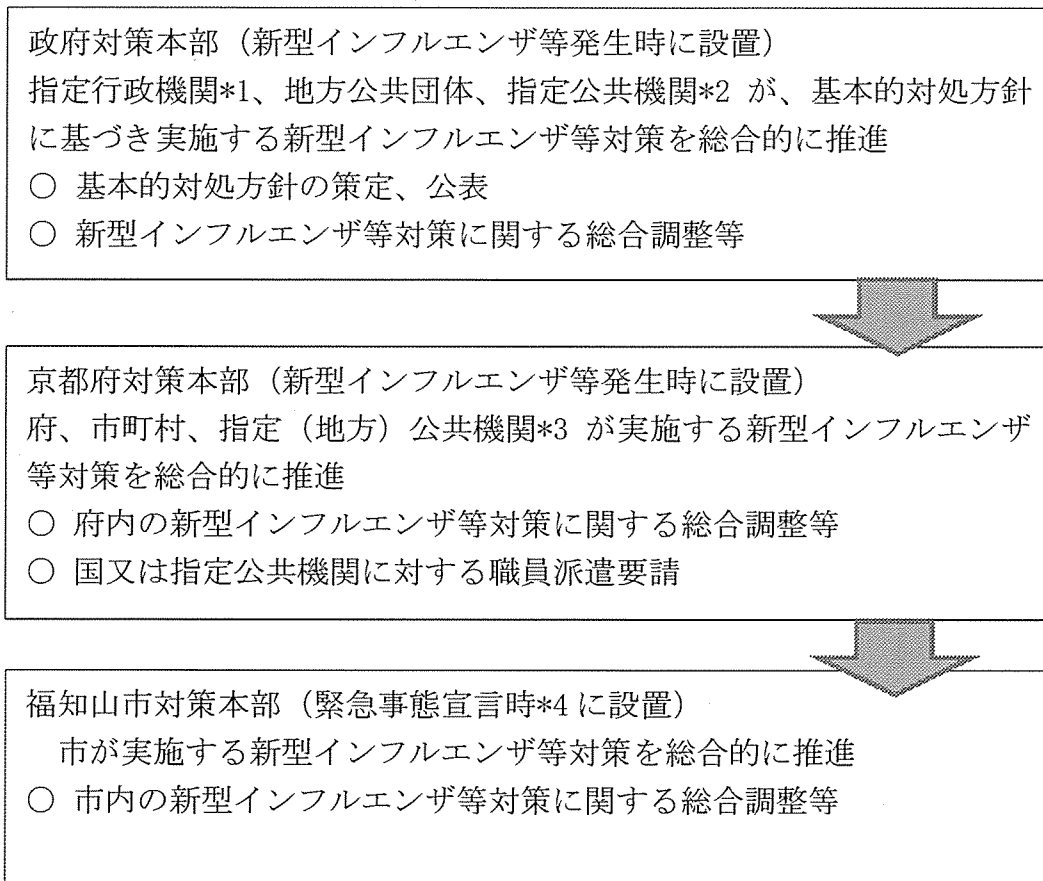 政府対策本部（新型インフルエンザ等発生時に設置）
指定行政機関*1、地方公共団体、指定公共機関*2 が、基本的対処方針
に基づき実施する新型インフルエンザ等対策を総合的に推進
○ 基本的対処方針の策定、公表
○ 新型インフルエンザ等対策に関する総合調整等
京都府対策本部（新型インフルエンザ等発生時に設置）
府、市町村、指定（地方）公共機関*3 が実施する新型インフルエンザ
等対策を総合的に推進
○ 府内の新型インフルエンザ等対策に関する総合調整等
○ 国又は指定公共機関に対する職員派遣要請
福知山市対策本部（緊急事態宣言時*4 に設置）
市が実施する新型インフルエンザ等対策を総合的に推進
○ 市内の新型インフルエンザ等対策に関する総合調整等